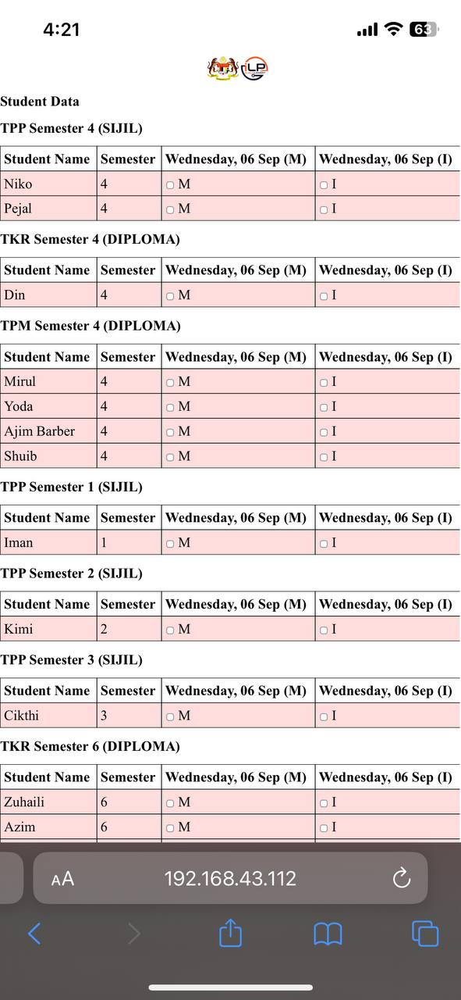 4:21
63
LP
Student Data
TPP Semester 4 (SIJIL)
Student Name Semester Wednesday, 06 Sep (M) Wednesday, 06 Sep (I)
Niko 4 M I
Pejal 4 M I
TKR Semester 4 (DIPLOMA)
Student Name Semester Wednesday, 06 Sep (M) Wednesday, 06 Sep (I)
Din 4 M I
TPM Semester 4 (DIPLOMA)
Student Name Semester Wednesday, 06 Sep (M) Wednesday, 06 Sep (I)
Mirul 4 M I
Yoda 4 M I
Ajim Barber 4 M I
Shuib 4 M I
TPP Semester 1 (SIJIL)
Student Name Semester Wednesday, 06 Sep (M) Wednesday, 06 Sep (I)
Iman 1 M I
TPP Semester 2 (SIJIL)
Student Name Semester Wednesday, 06 Sep (M) Wednesday, 06 Sep (I)
Kimi 2 M I
TPP Semester 3 (SIJIL)
Student Name Semester Wednesday, 06 Sep (M) Wednesday, 06 Sep (I)
Cikthi 3 M I
TKR Semester 6 (DIPLOMA)
Student Name Semester Wednesday, 06 Sep (M) Wednesday, 06 Sep (I)
Zuhaili 6 M I
Azim 6 M I
AA 192.168.43.112